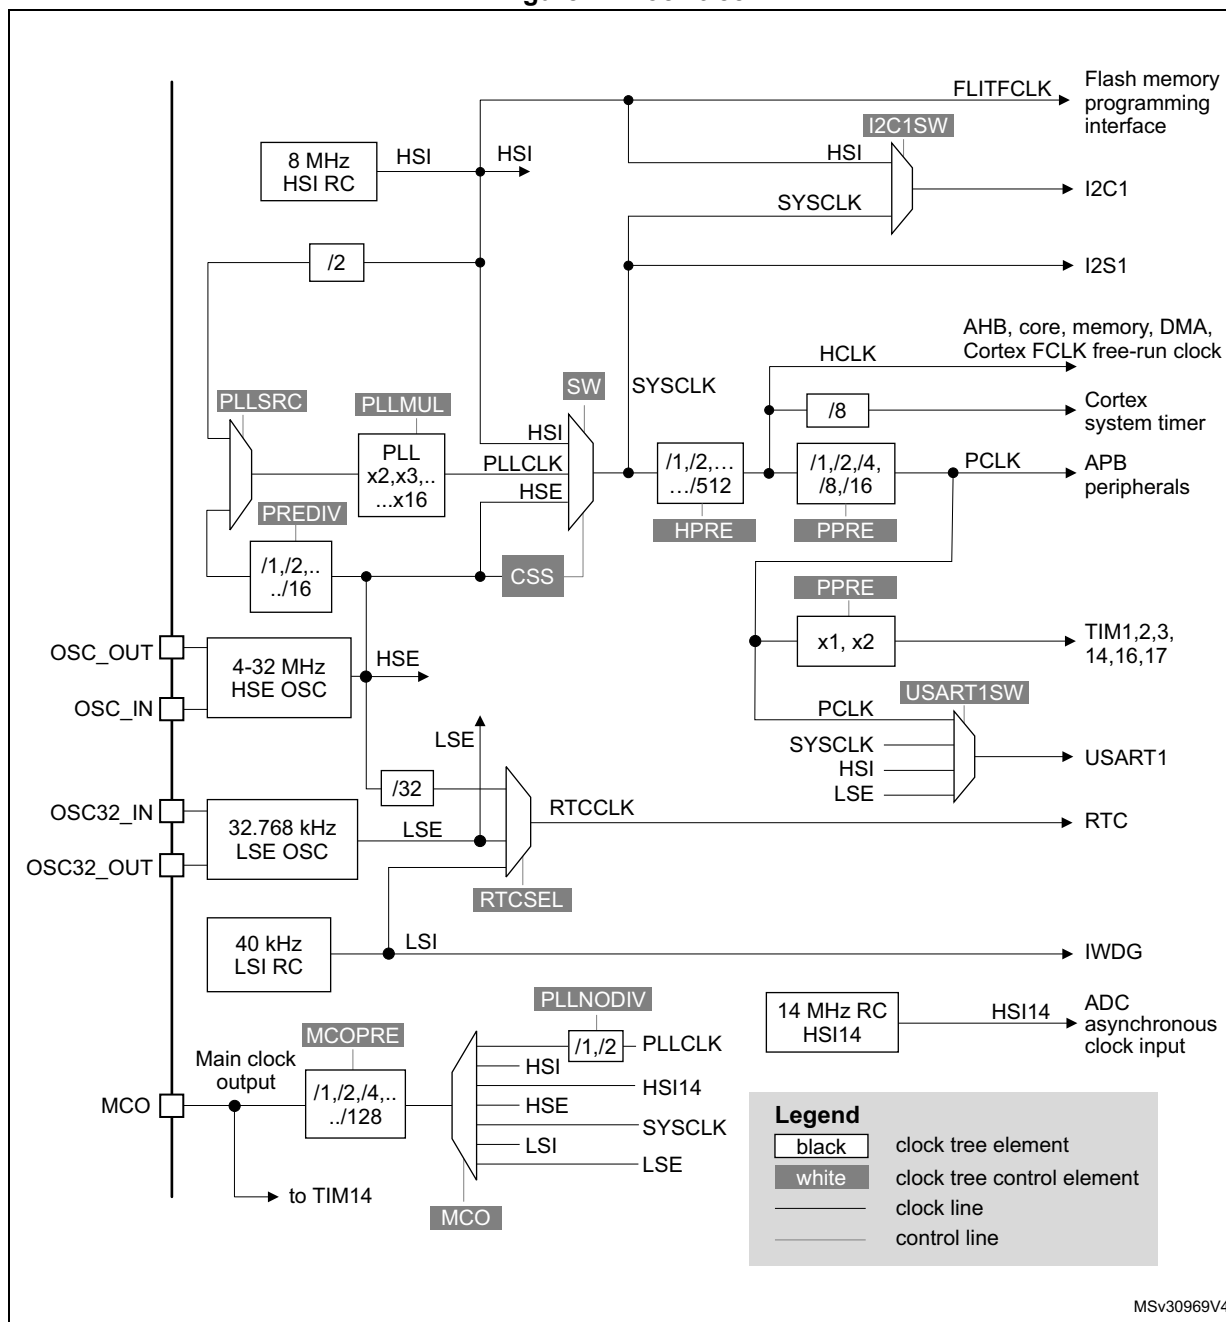 FLITFCLK
Flash memory
programming
interface
I2C1SW
8 MHz
HSI RC
HSI
HSI
HSI
SYSCLK
I2C1
/2
I2S1
AHB, core, memory, DMA,
Cortex FCLK free-run clock
HCLK
SW
SYSCLK
/8
Cortex
system timer
PLLSRC
PLLMUL
PLL
x2,x3,..
...x16
HSI
PLLCLK
HSE
/1,/2,...
.../512
HPRE
/1,/2,/4,
/8,/16
PPRE
PCLK
APB
peripherals
PREDIV
/1,/2,..
../16
CSS
PPRE
x1, x2
TIM1,2,3,
14,16,17
OSC_OUT
OSC_IN
4-32 MHz
HSE OSC
HSE
USART1SW
PCLK
SYSCLK
HSI
LSE
USART1
LSE
/32
OSC32_IN
OSC32_OUT
32.768 kHz
LSE OSC
LSE
RTCCLK
RTC
RTCSEL
40 kHz
LSI RC
LSI
IWDG
14 MHz RC
HSI14
HSI14
ADC
asynchronous
clock input
PLLNODIV
/1,/2
PLLCLK
HSI
HSI14
HSE
SYSCLK
LSI
LSE
MCO
MCOPRE
/1,/2,/4,..
../128
Main clock
output
MCO
to TIM14
Legend
black
clock tree element
white
clock tree control element
clock line
control line
MSv30969V4